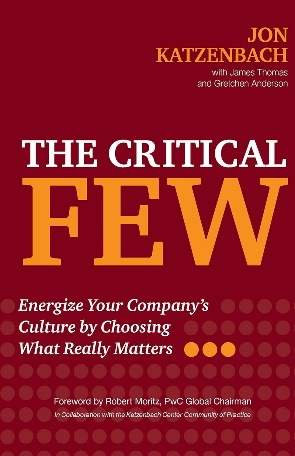 JON
KATZENBACH
with James Thomas
and Gretchen Anderson
THE CRITICAL
FEW
Energize Your Company's
Culture by Choosing
What Really Matters
Foreword by Robert Moritz, PwC Global Chairman
In Collaboration with the Katzenbach Center Community of Practice